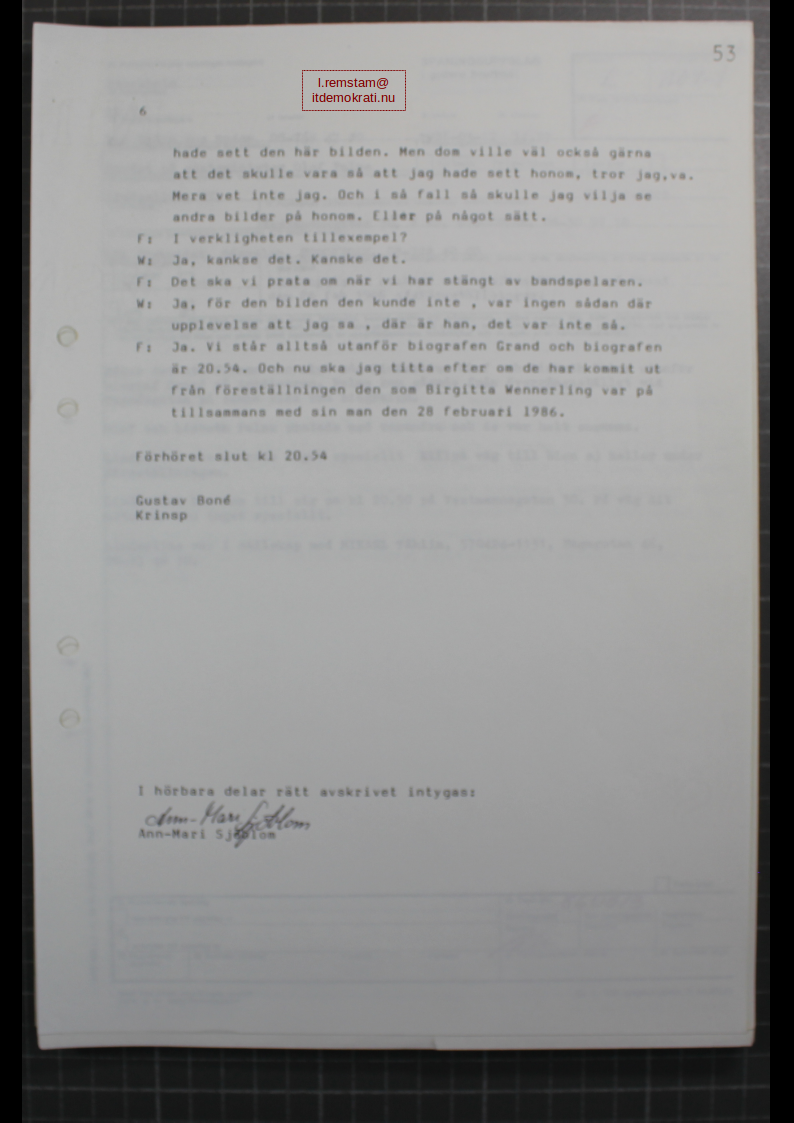 53
l.remstam@
itdemokrati.nu
6
hade sett den här bilden. Men dom ville väl också gärna
att det skulle vara så att jag hade sett honom, tror jag,va.
Mera vet inte jag. Och i så fall så skulle jag vilja se
andra bilder på honom. Eller på något sätt.
F: I verkligheten tillexempel?
W: Ja, kankse det. Kanske det.
F: Det ska vi prata om när vi har stängt av bandspelaren.
W: Ja, för den bilden den kunde inte , var ingen sådan där
upplevelse att jag sa , där är han, det var inte så.
F: Ja. Vi står alltså utanför biografen Grand och biografen
är 20.54. Och nu ska jag titta efter om de har kommit ut
från föreställningen den som Birgitta Wennerling var på
tillsammans med sin man den 28 februari 1986.
Förhöret slut kl 20.54
Gustav Boné
Krinsp
I hörbara delar rätt avskrivet intygas:
Ann-Mari Sjöblom
Ann-Mari Sjöblom